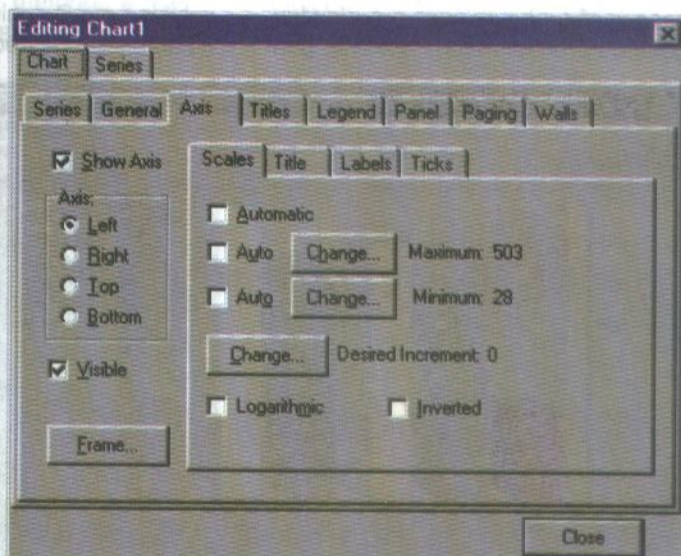 Editing Chart1
Chart Series
Series General Axis Titles Legend Panel Paging Walls
Show Axis
Axis:
Left
Right
Top
Bottom
Visible
Frame...
Scales Title Labels Ticks
Automatic
Auto Change... Maximum: 503
Auto Change... Minimum: 28
Change... Desired Increment: 0
Logarithmic Inverted
Close